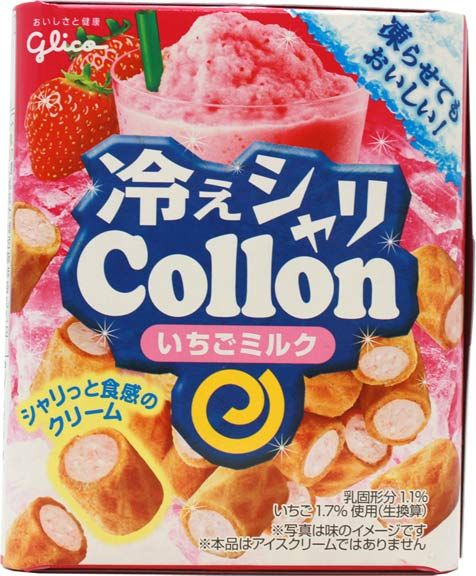 おいしさと健康
glico
凍らせても
おいしい!
冷えシャリ
Collon
いちごミルク
シャリっと食感の
クリーム
乳固形分 1.1%
いちご 1.7% 使用(生換算)
※写真は味のイメージです
※本品はアイスクリームではありません